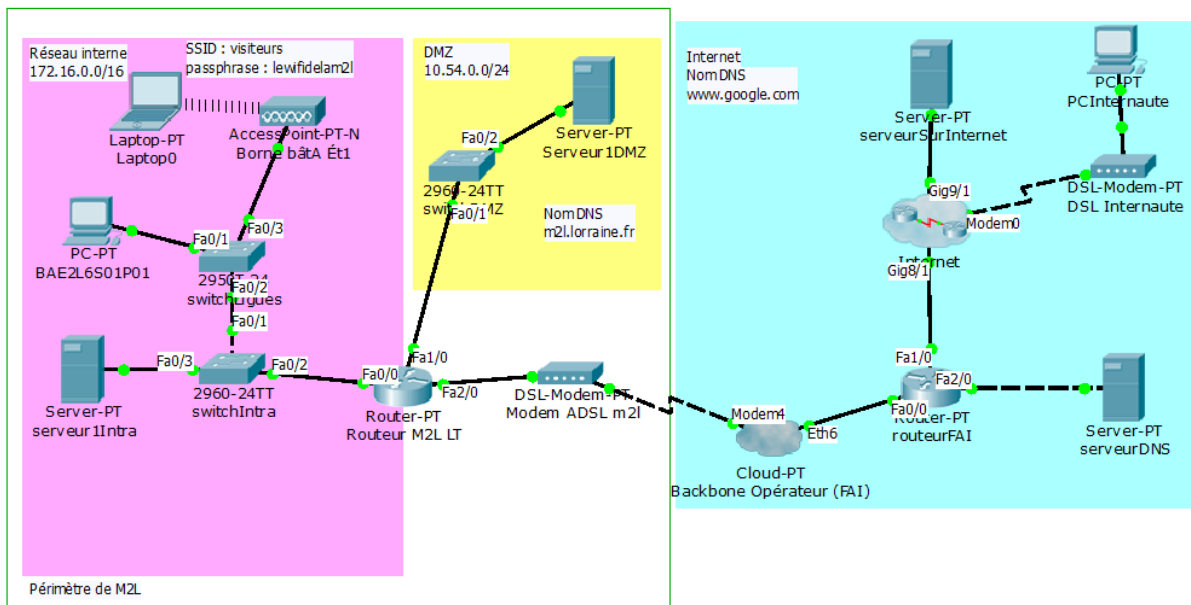 Réseau interne
172.16.0.0/16
SSID : visiteurs
passphrase : lewifidelam2l
Laptop-PT
Laptop0
AccessPoint-PT-N
Borne bâtA Ét1
Fa0/1
Fa0/3
PC-PT
BAE2L6S01P01
2950T-24
switchLigues
Fa0/2
Fa0/1
Fa0/3
Fa0/2
Server-PT
serveur1Intra
2960-24TT
switchIntra
Périmètre de M2L
DMZ
10.54.0.0/24
Fa0/2
Server-PT
Serveur1DMZ
2960-24TT
switchDMZ
Fa0/1
NomDNS
m2l.lorraine.fr
Fa1/0
Fa0/0
Fa2/0
Router-PT
Routeur M2L LT
DSL-Modem-PT
Modem ADSL m2l
Internet
NomDNS
www.google.com
Server-PT
serveurSurInternet
PC-PT
PCInternaute
DSL-Modem-PT
DSL Internaute
Gig9/1
Modem0
Internet
Gig8/1
Fa1/0
Fa2/0
Fa0/0
Router-PT
routeurFAI
Server-PT
serveurDNS
Modem4
Eth6
Cloud-PT
Backbone Opérateur (FAI)